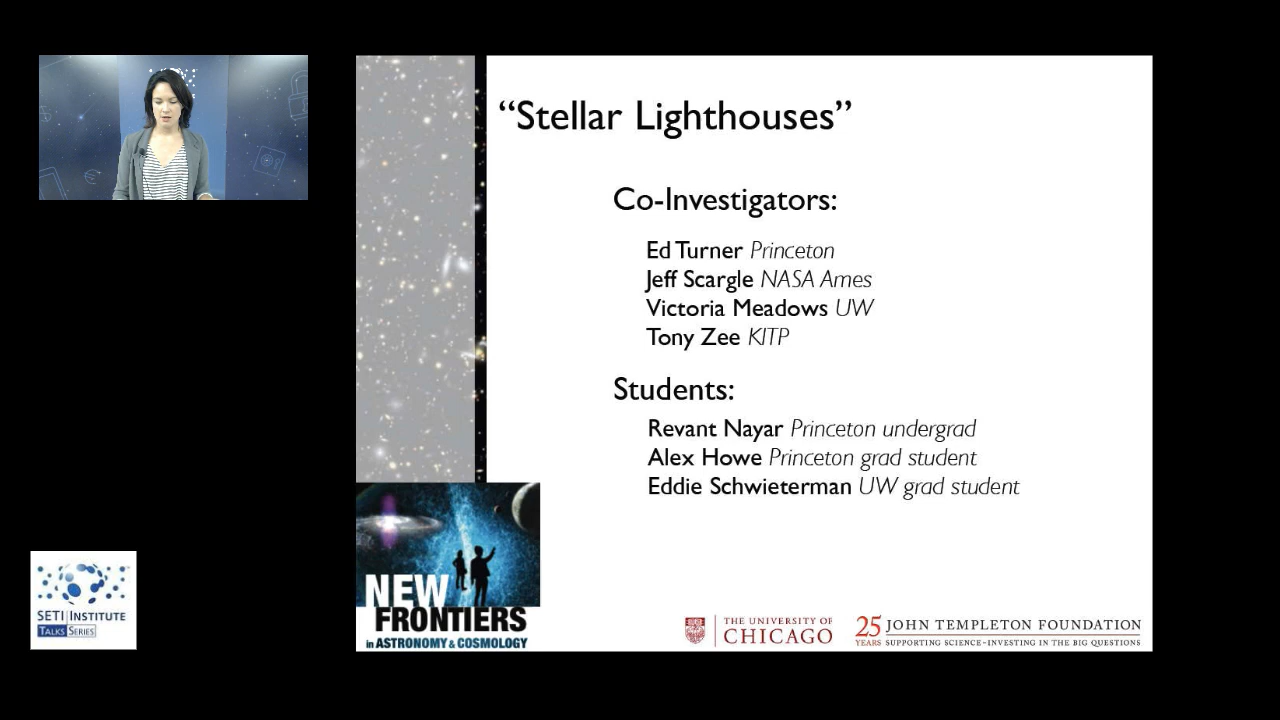 “Stellar Lighthouses”
Co-Investigators:
Ed Turner Princeton
Jeff Scargle NASA Ames
Victoria Meadows UW
Tony Zee KITP
Students:
Revant Nayar Princeton undergrad
Alex Howe Princeton grad student
Eddie Schwieterman UW grad student
NEW
FRONTIERS
in ASTRONOMY & COSMOLOGY
THE UNIVERSITY OF
CHICAGO
25 YEARS
JOHN TEMPLETON FOUNDATION
SUPPORTING SCIENCE~INVESTING IN THE BIG QUESTIONS
SETI INSTITUTE
TALKS SERIES